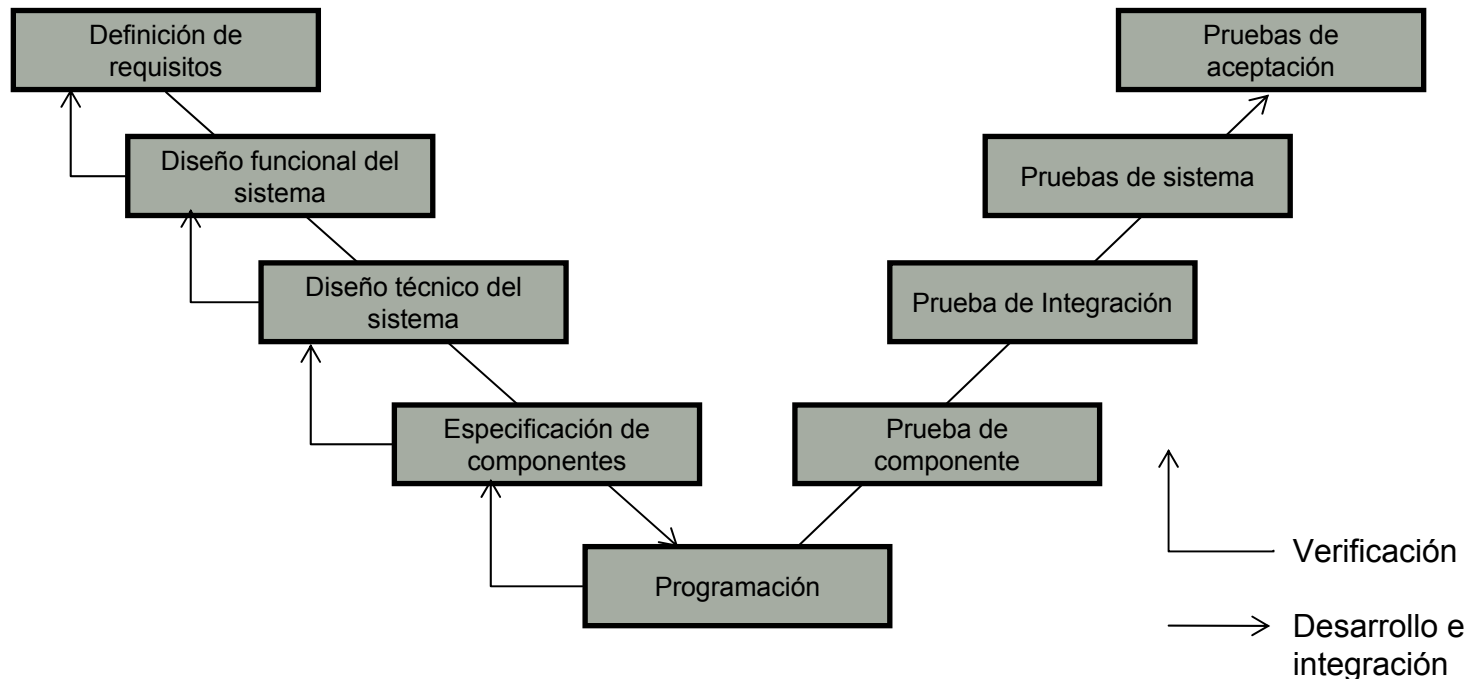 Definición de
requisitos
Pruebas de
aceptación
Diseño funcional del
sistema
Pruebas de sistema
Diseño técnico del
sistema
Prueba de Integración
Especificación de
componentes
Prueba de
componente
Programación
Verificación
Desarrollo e
integración